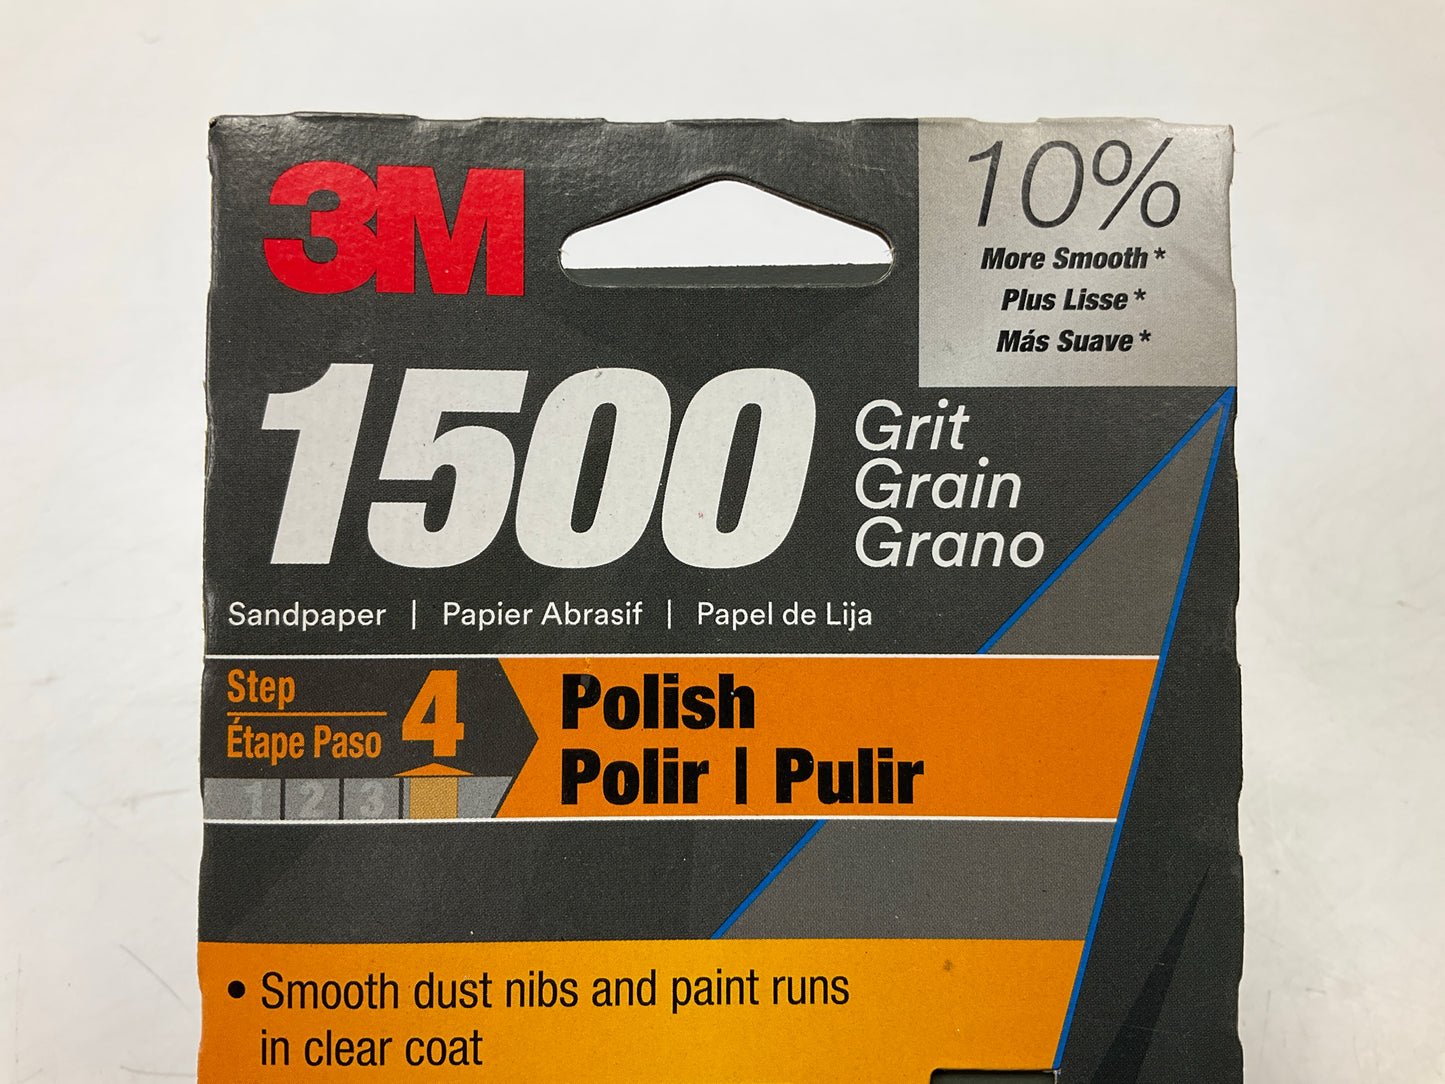 3M
10%
More Smooth*
Plus Lisse*
Más Suave*
1500
Grit
Grain
Grano
Sandpaper | Papier Abrasif | Papel de Lija
Step
Étape Paso
4
1 2 3
Polish
Polir | Pulir
• Smooth dust nibs and paint runs
in clear coat